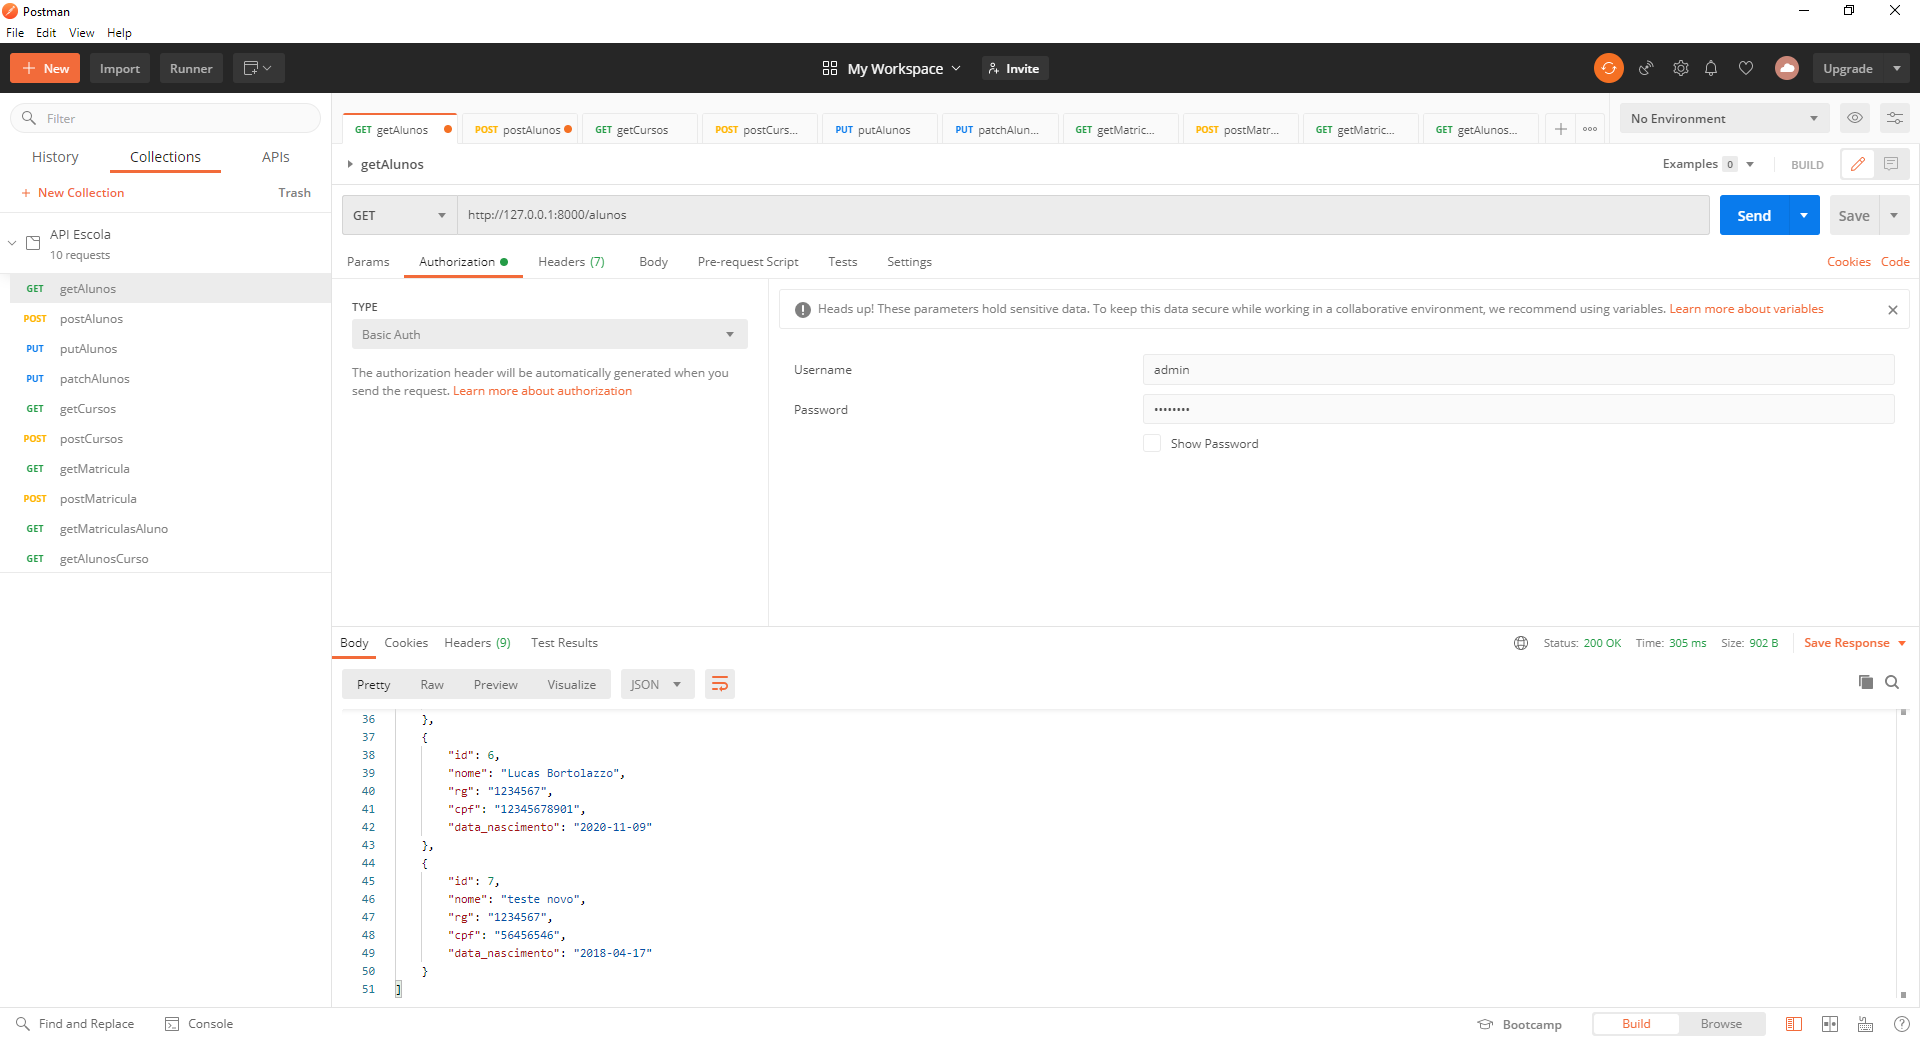 Postman
File Edit View Help
New Import Runner My Workspace Invite Upgrade
Filter
History Collections APIs
New Collection Trash
API Escola
10 requests
GET getAlunos
POST postAlunos
PUT putAlunos
PUT patchAlunos
GET getCursos
POST postCursos
GET getMatricula
POST postMatricula
GET getMatriculasAluno
GET getAlunosCurso
GET getAlunos POST postAlunos GET getCursos POST postCurs... PUT putAlunos PUT patchAlun... GET getMatric... POST postMatr... GET getMatric... GET getAlunos... No Environment
getAlunos Examples 0 BUILD
GET http://127.0.0.1:8000/alunos Send Save
Params Authorization Headers (7) Body Pre-request Script Tests Settings Cookies Code
TYPE
Basic Auth
The authorization header will be automatically generated when you
send the request. Learn more about authorization
Heads up! These parameters hold sensitive data. To keep this data secure while working in a collaborative environment, we recommend using variables. Learn more about variables
Username admin
Password ••••••••
Show Password
Body Cookies Headers (9) Test Results Status: 200 OK Time: 305 ms Size: 902 B Save Response
Pretty Raw Preview Visualize JSON
36 },
37 {
38 "id": 6,
39 "nome": "Lucas Bortolazzo",
40 "rg": "1234567",
41 "cpf": "12345678901",
42 "data_nascimento": "2020-11-09"
43 },
44 {
45 "id": 7,
46 "nome": "teste novo",
47 "rg": "1234567",
48 "cpf": "56456546",
49 "data_nascimento": "2018-04-17"
50 }
51 ]
Find and Replace Console Bootcamp Build Browse